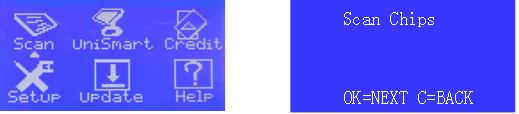 Scan UniSmart Credit
Setup Update Help
Scan Chips
OK=NEXT C=BACK